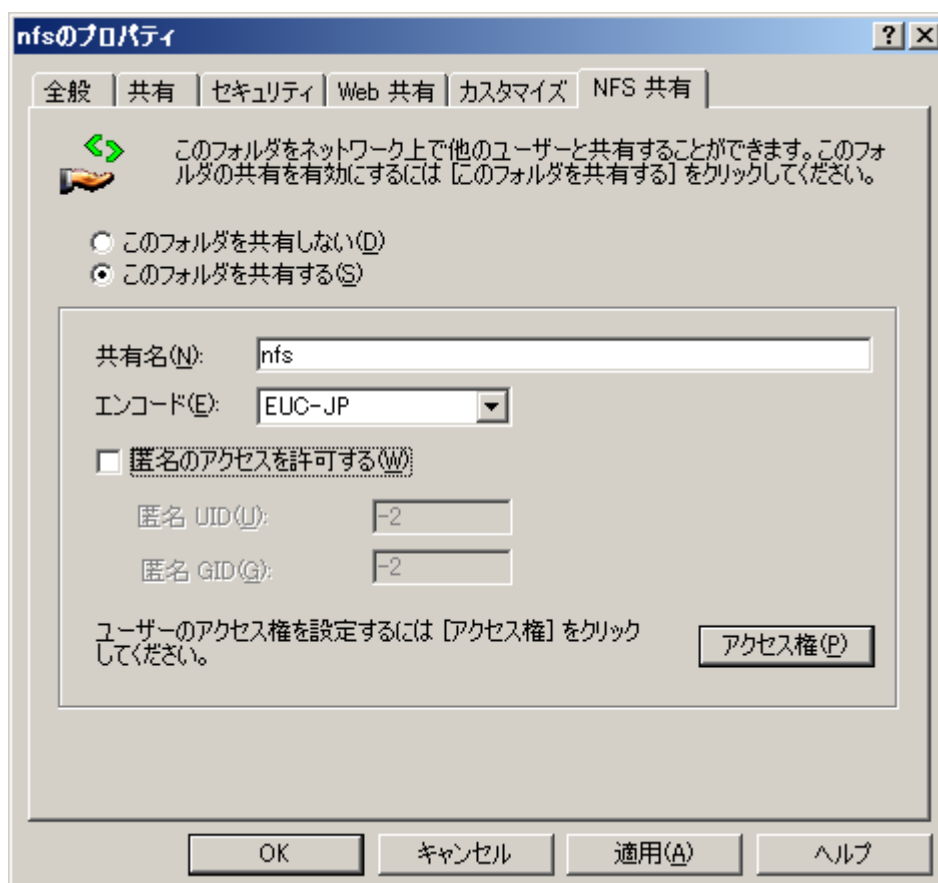 nfsのプロパティ
全般 共有 セキュリティ Web 共有 カスタマイズ NFS 共有
このフォルダをネットワーク上で他のユーザーと共有することができます。このフォ
ルダの共有を有効にするには [このフォルダを共有する] をクリックしてください。
このフォルダを共有しない(D)
このフォルダを共有する(S)
共有名(N): nfs
エンコード(E): EUC-JP
匿名のアクセスを許可する(W)
匿名 UID(U): -2
匿名 GID(G): -2
ユーザーのアクセス権を設定するには [アクセス権] をクリック
してください。
アクセス権(P)
OK キャンセル 適用(A) ヘルプ